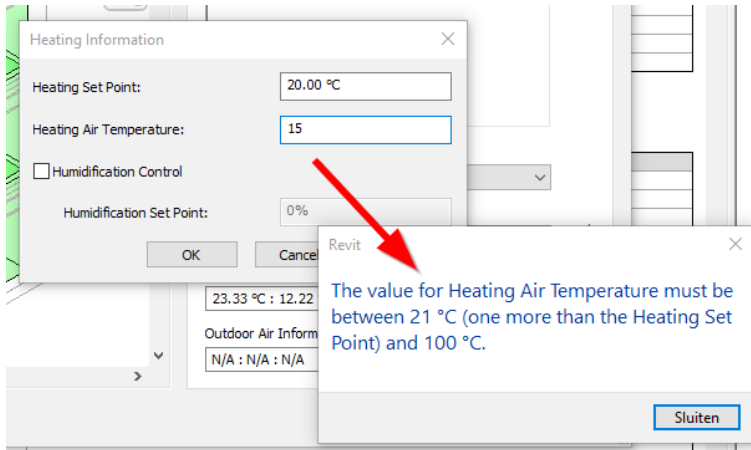 Heating Information
Heating Set Point:
20.00 °C
Heating Air Temperature:
15
Humidification Control
Humidification Set Point:
0%
OK
Cancel
23.33 °C : 12.22
Outdoor Air Inform
N/A : N/A : N/A
Revit
The value for Heating Air Temperature must be
between 21 °C (one more than the Heating Set
Point) and 100 °C.
Sluiten